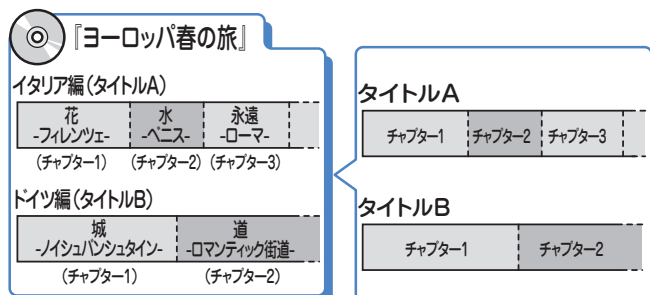 『ヨーロッパ春の旅』
イタリア編（タイトルA）
花 水 永遠
-フィレンツェ- -ベニス- -ローマ-
（チャプター1） （チャプター2） （チャプター3）
ドイツ編（タイトルB）
城 道
-ノイシュバンシュタイン- -ロマンティック街道-
（チャプター1） （チャプター2）
タイトルA
チャプター1 チャプター2 チャプター3
タイトルB
チャプター1 チャプター2